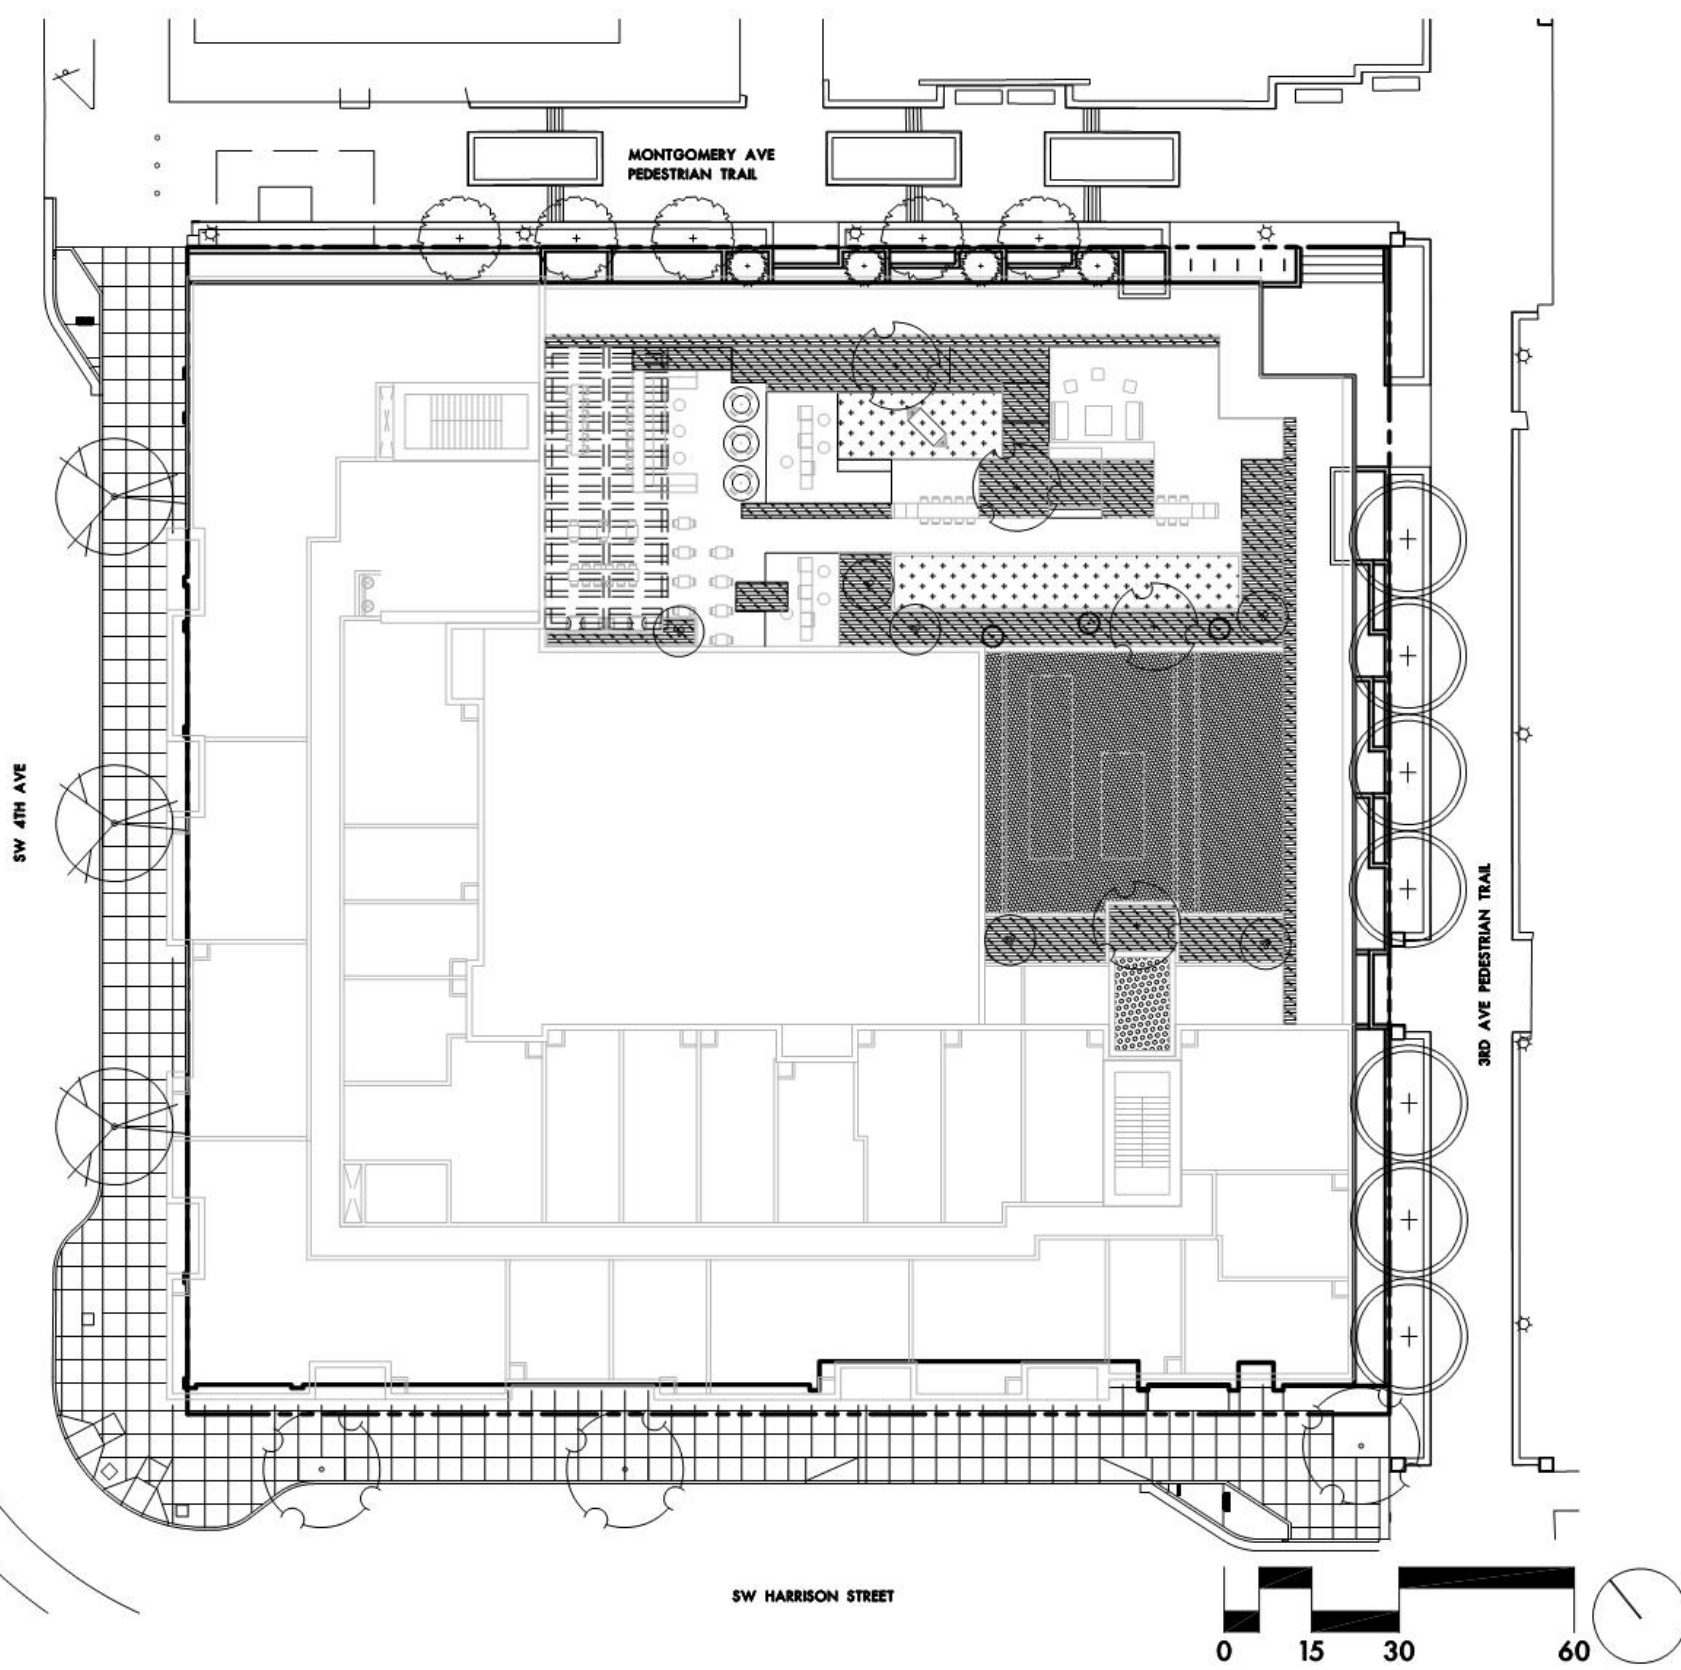 MONTGOMERY AVE
PEDESTRIAN TRAIL
SW 4TH AVE
3RD AVE PEDESTRIAN TRAIL
SW HARRISON STREET
0 15 30 60